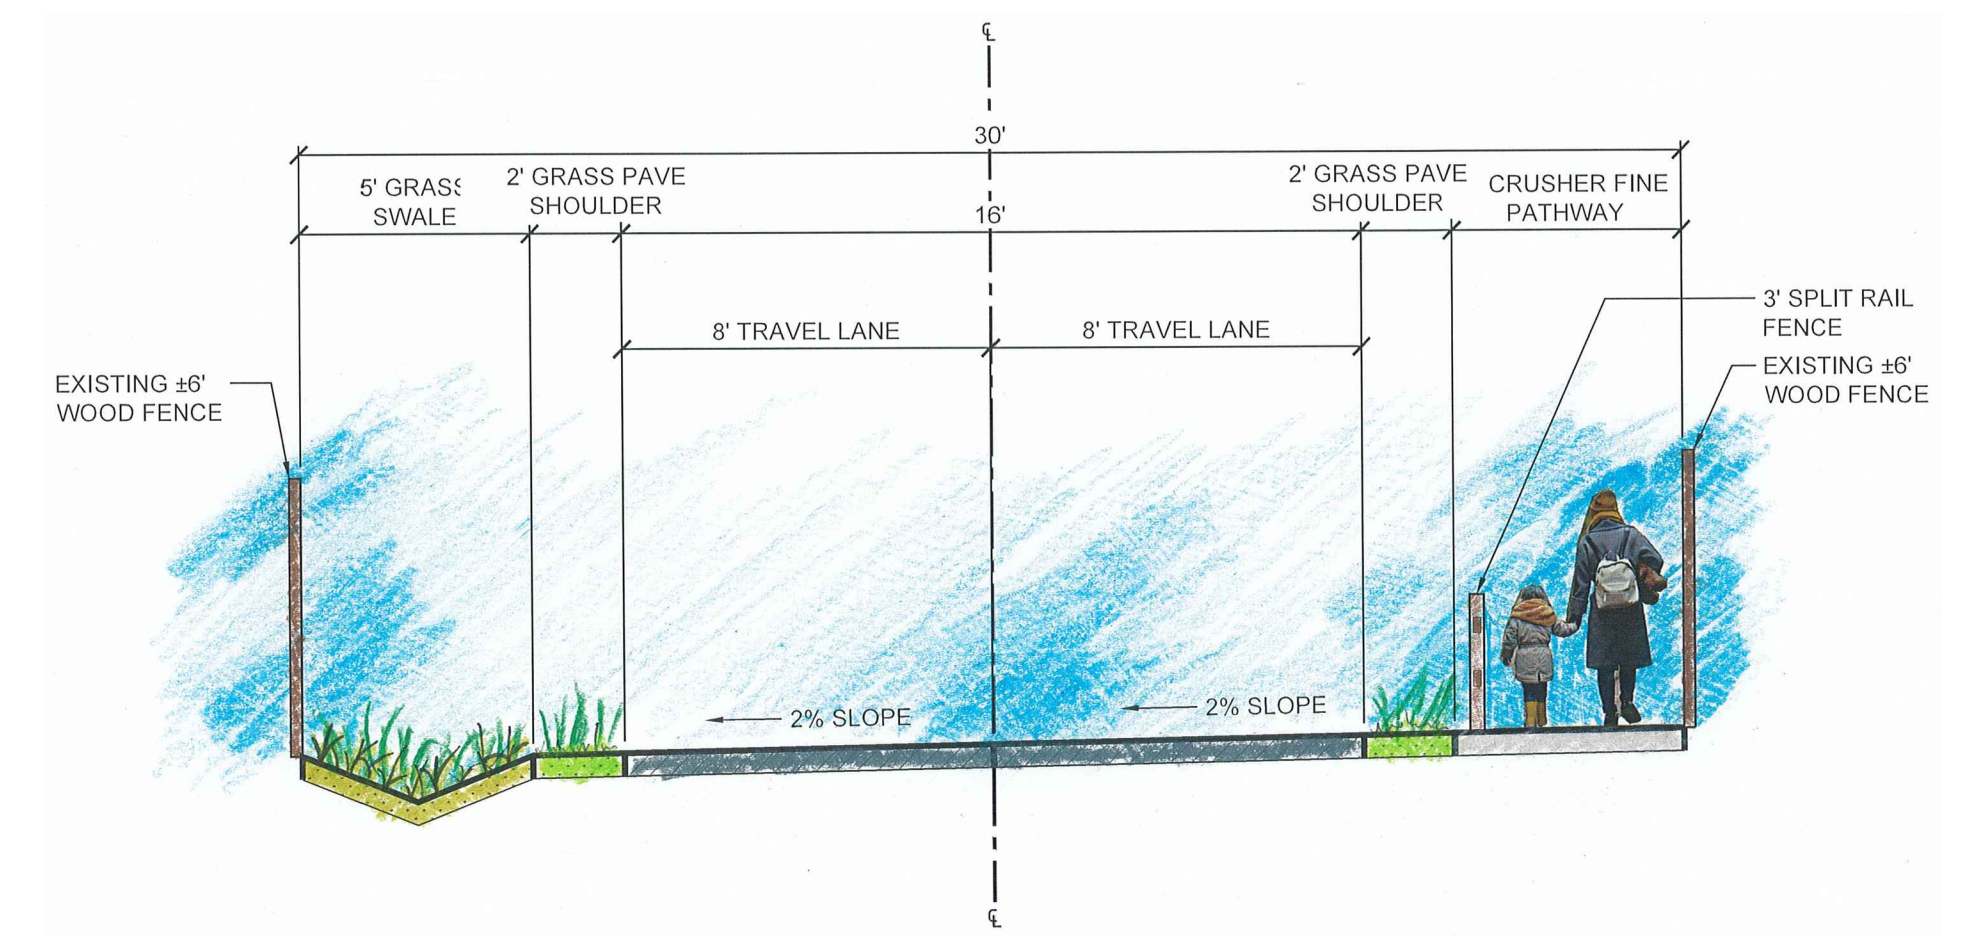 ℄
30'
5' GRASS
SWALE
2' GRASS PAVE
SHOULDER
16'
2' GRASS PAVE
SHOULDER
CRUSHER FINE
PATHWAY
3' SPLIT RAIL
FENCE
8' TRAVEL LANE
8' TRAVEL LANE
EXISTING ±6'
WOOD FENCE
EXISTING ±6'
WOOD FENCE
2% SLOPE
2% SLOPE
℄